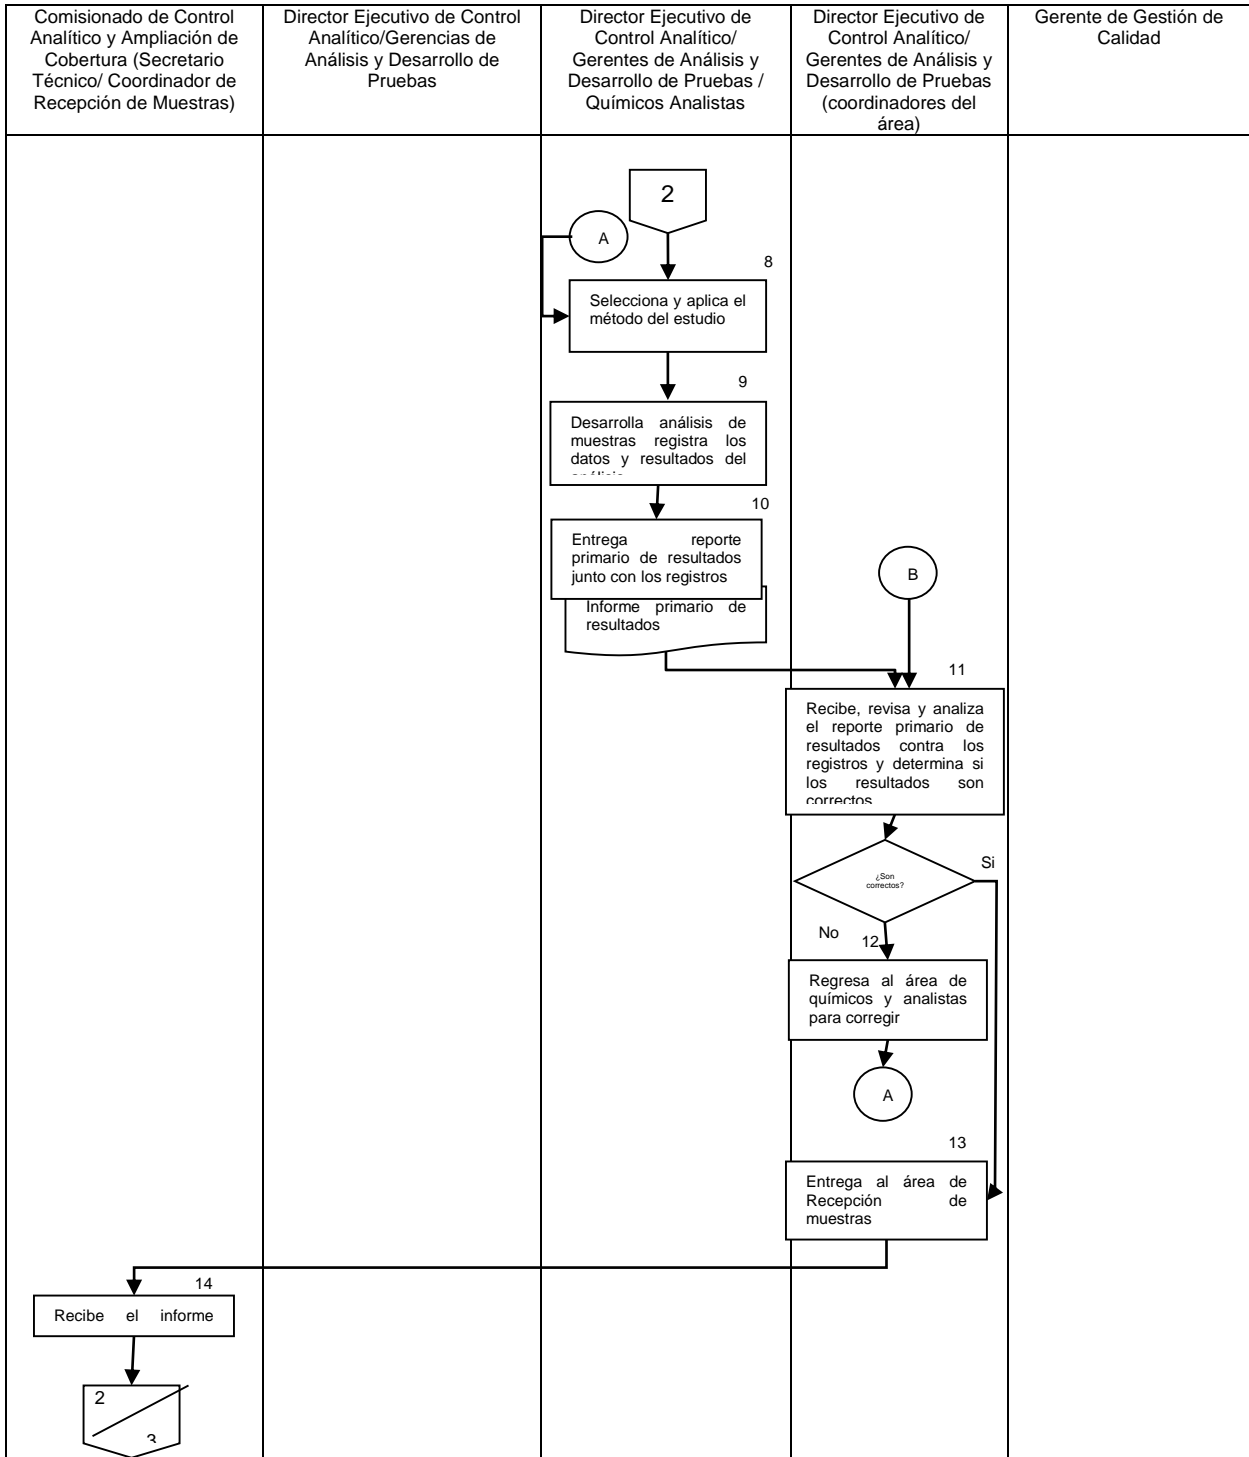 Comisionado de Control
Analítico y Ampliación de
Cobertura (Secretario
Técnico/ Coordinador de
Recepción de Muestras)
Director Ejecutivo de Control
Analítico/Gerencias de
Análisis y Desarrollo de
Pruebas
Director Ejecutivo de
Control Analítico/
Gerentes de Análisis y
Desarrollo de Pruebas /
Químicos Analistas
Director Ejecutivo de
Control Analítico/
Gerentes de Análisis y
Desarrollo de Pruebas
(coordinadores del
área)
Gerente de Gestión de
Calidad
2
A
8
Selecciona y aplica el
método del estudio
9
Desarrolla análisis de
muestras registra los
datos y resultados del
análisis
10
Entrega reporte
primario de resultados
junto con los registros
Informe primario de
resultados
B
11
Recibe, revisa y analiza
el reporte primario de
resultados contra los
registros y determina si
los resultados son
correctos
¿Son
correctos?
Si
No
12
Regresa al área de
químicos y analistas
para corregir
A
13
Entrega al área de
Recepción de
muestras
14
Recibe el informe
2
3